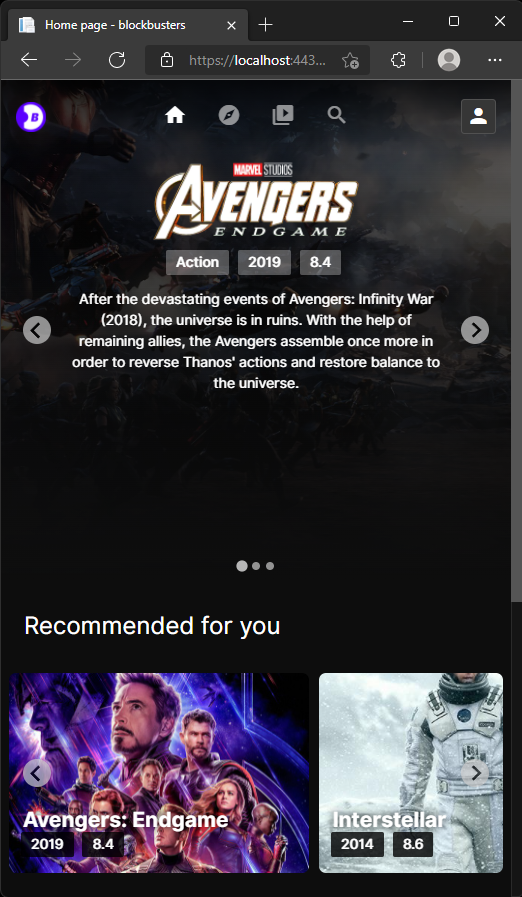 Home page - blockbusters
https://localhost:443...
B
MARVEL STUDIOS
AVENGERS
ENDGAME
Action 2019 8.4
After the devastating events of Avengers: Infinity War
(2018), the universe is in ruins. With the help of
remaining allies, the Avengers assemble once more in
order to reverse Thanos' actions and restore balance to
the universe.
Recommended for you
Avengers: Endgame
2019 8.4
Interstellar
2014 8.6